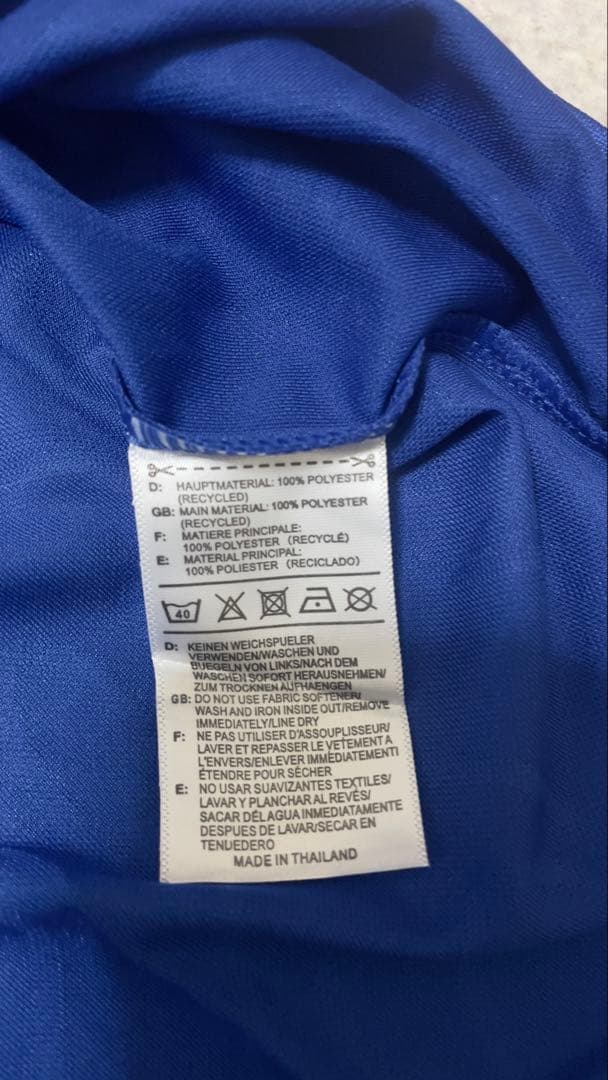 D: HAUPTMATERIAL: 100% POLYESTER
(RECYCLED)
GB: MAIN MATERIAL: 100% POLYESTER
(RECYCLED)
F: MATIERE PRINCIPALE:
100% POLYESTER (RECYCLÉ)
E: MATERIAL PRINCIPAL:
100% POLIESTER (RECICLADO)
40
D: KEINEN WEICHSPUELER
VERWENDEN/WASCHEN UND
BUEGELN VON LINKS/NACH DEM
WASCHEN SOFORT HERAUSNEHMEN/
ZUM TROCKNEN AUFHAENGEN
GB: DO NOT USE FABRIC SOFTENER/
WASH AND IRON INSIDE OUT/REMOVE
IMMEDIATELY/LINE DRY
F: NE PAS UTILISER D'ASSOUPLISSEUR/
LAVER ET REPASSER LE VETEMENT A
L'ENVERS/ENLEVER IMMÉDIATEMENT/
ÉTENDRE POUR SÉCHER
E: NO USAR SUAVIZANTES TEXTILES/
LAVAR Y PLANCHAR AL REVÉS/
SACAR DEL AGUA INMEDIATAMENTE
DESPUES DE LAVAR/SECAR EN
TENDEDERO
MADE IN THAILAND